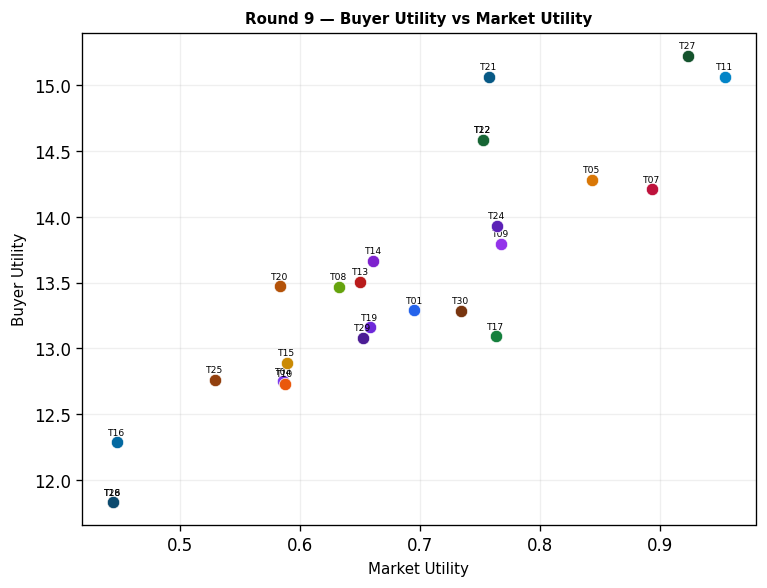 Round 9 — Buyer Utility vs Market Utility
T27
T11
T21
T05
T07
T24
T09
T14
T13
T20
T08
T01
T30
T19
T17
T29
T15
T25
T16
15.0
14.5
14.0
13.5
13.0
12.5
12.0
Buyer Utility
0.5
0.6
0.7
0.8
0.9
Market Utility